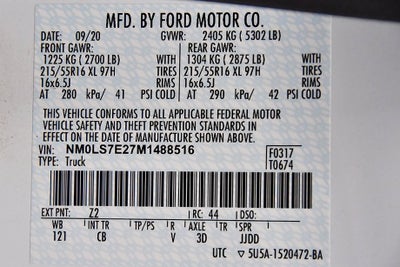 MFD. BY FORD MOTOR CO.
DATE: 09/20 GVWR: 2405 KG ( 5302 LB)
FRONT GAWR: REAR GAWR:
1225 KG ( 2700 LB) WITH 1304 KG ( 2875 LB) WITH
215/55R16 XL 97H TIRES 215/55R16 XL 97H TIRES
16x6.5J RIMS 16x6.5J RIMS
AT 280 kPa/ 41 PSI COLD AT 290 kPa/ 42 PSI COLD
THIS VEHICLE CONFORMS TO ALL APPLICABLE FEDERAL MOTOR
VEHICLE SAFETY AND THEFT PREVENTION STANDARDS IN
EFFECT ON THE DATE OF MANUFACTURE SHOWN ABOVE.
VIN: NM0LS7E27M1488516
TYPE: Truck
F0317
T0674
EXT PNT: Z2 RC: 44 DSO:
WB INT TR TP/PS R AXLE TR SPR
121 CB V 3D JJDD
UTC ▽ 5U5A-1520472-BA